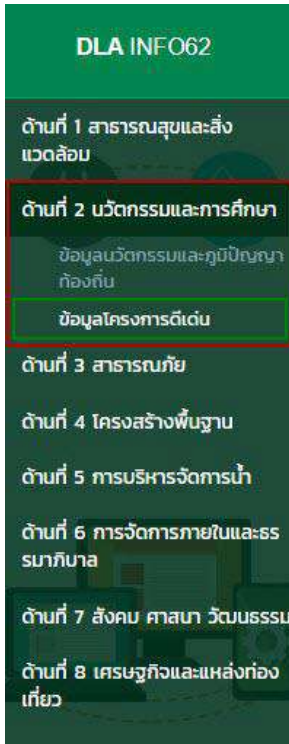 DLA INFO62
ด้านที่ 1 สาธารณสุขและสิ่ง
แวดล้อม
ด้านที่ 2 นวัตกรรมและการศึกษา
ข้อมูลนวัตกรรมและภูมิปัญญา
ท้องถิ่น
ข้อมูลโครงการดีเด่น
ด้านที่ 3 สาธารณภัย
ด้านที่ 4 โครงสร้างพื้นฐาน
ด้านที่ 5 การบริหารจัดการน้ำ
ด้านที่ 6 การจัดการภายในและธร
รมาภิบาล
ด้านที่ 7 สังคม ศาสนา วัฒนธรรม
ด้านที่ 8 เศรษฐกิจและแหล่งท่อง
เที่ยว